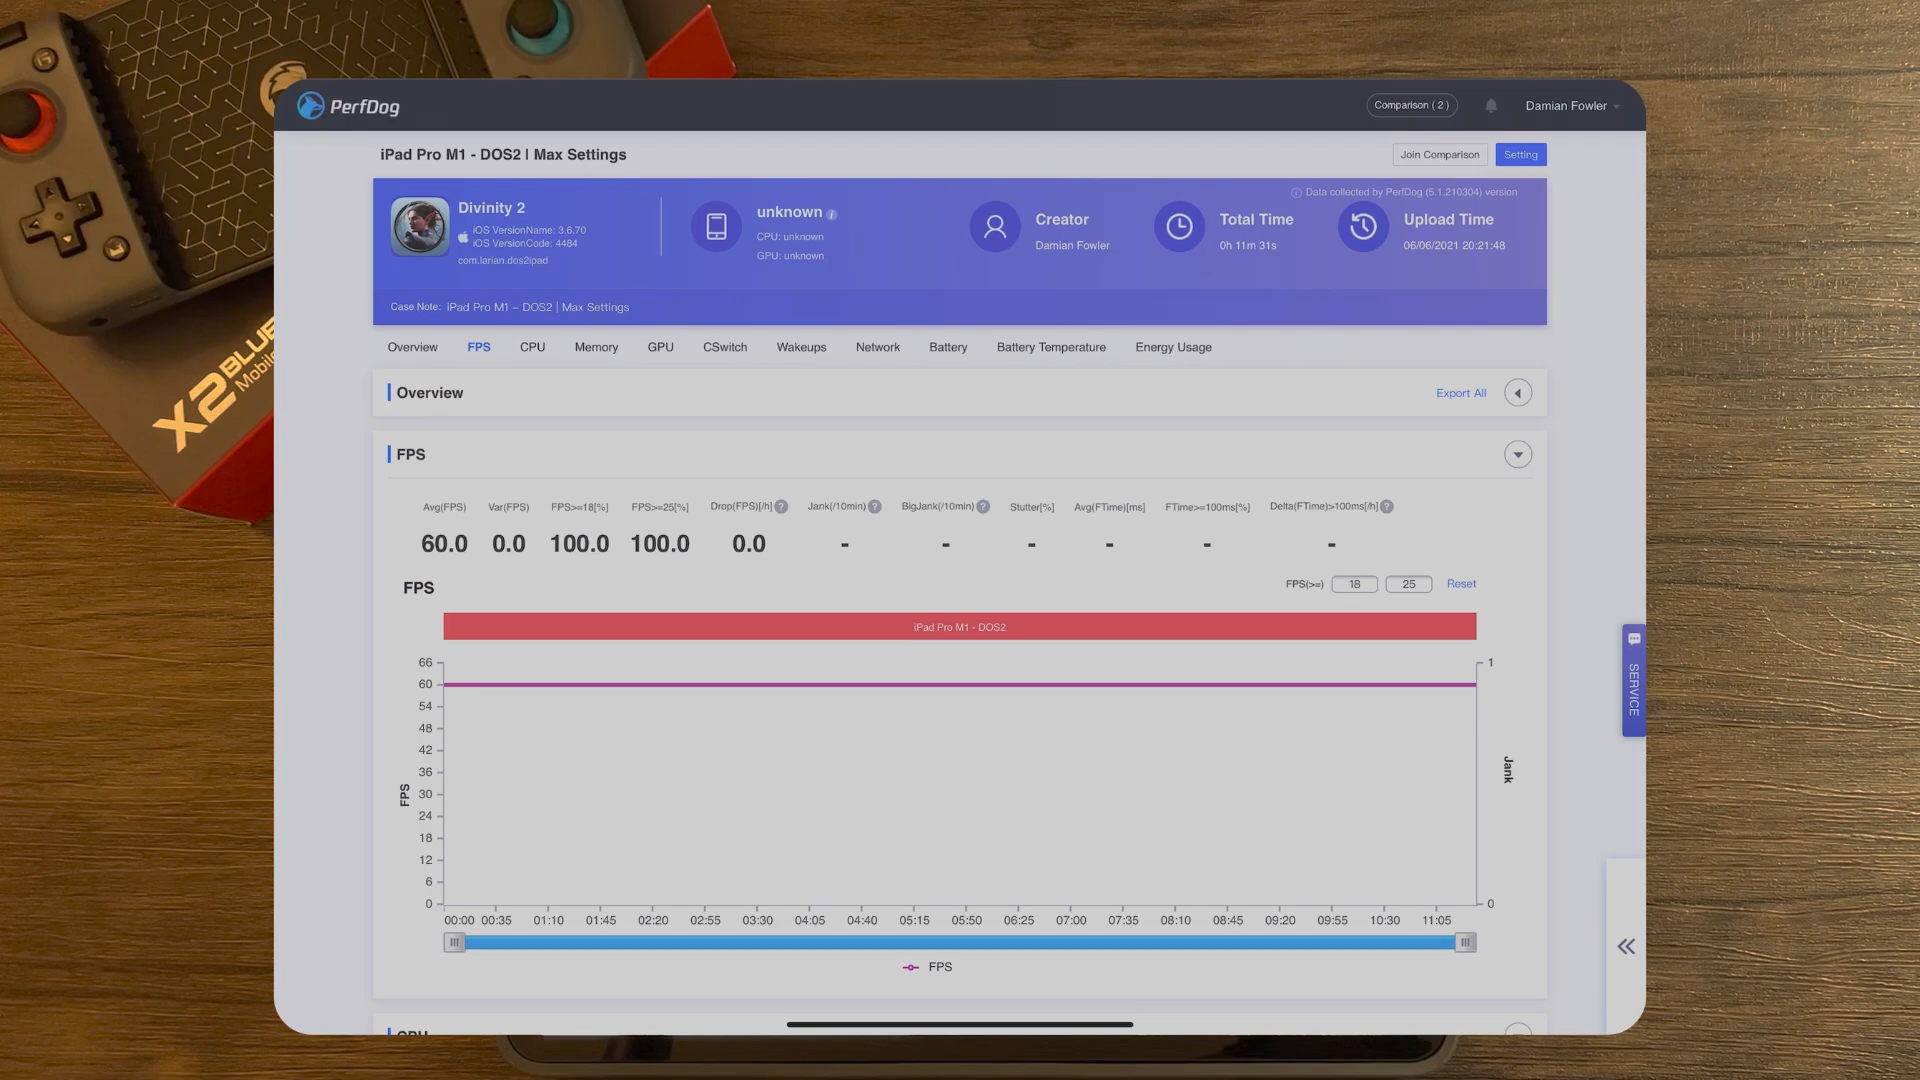 PerfDog
Comparison ( 2 )
Damian Fowler
iPad Pro M1 - DOS2 | Max Settings
Join Comparison
Setting
Data collected by PerfDog (5.1.210304) version
Divinity 2
iOS VersionName: 3.6.70
iOS VersionCode: 4484
com.larian.dos2ipad
unknown
CPU: unknown
GPU: unknown
Creator
Damian Fowler
Total Time
0h 11m 31s
Upload Time
06/06/2021 20:21:48
Case Note: iPad Pro M1 – DOS2 | Max Settings
Overview FPS CPU Memory GPU CSwitch Wakeups Network Battery Battery Temperature Energy Usage
Overview
Export All
FPS
Avg(FPS) Var(FPS) FPS>=18[%] FPS>=25[%] Drop(FPS)[/h] ? Jank(/10min) ? BigJank(/10min) ? Stutter[%] Avg(FTime)[ms] FTime>=100ms[%] Delta(FTime)>100ms[/h] ?
60.0 0.0 100.0 100.0 0.0 - - - - - -
FPS
FPS(>=) 18 25 Reset
iPad Pro M1 - DOS2
66
60
54
48
42
36
30
24
18
12
6
0
FPS
1
0
Jank
00:00 00:35 01:10 01:45 02:20 02:55 03:30 04:05 04:40 05:15 05:50 06:25 07:00 07:35 08:10 08:45 09:20 09:55 10:30 11:05
FPS
SERVICE
X2 BLUE
Mobile